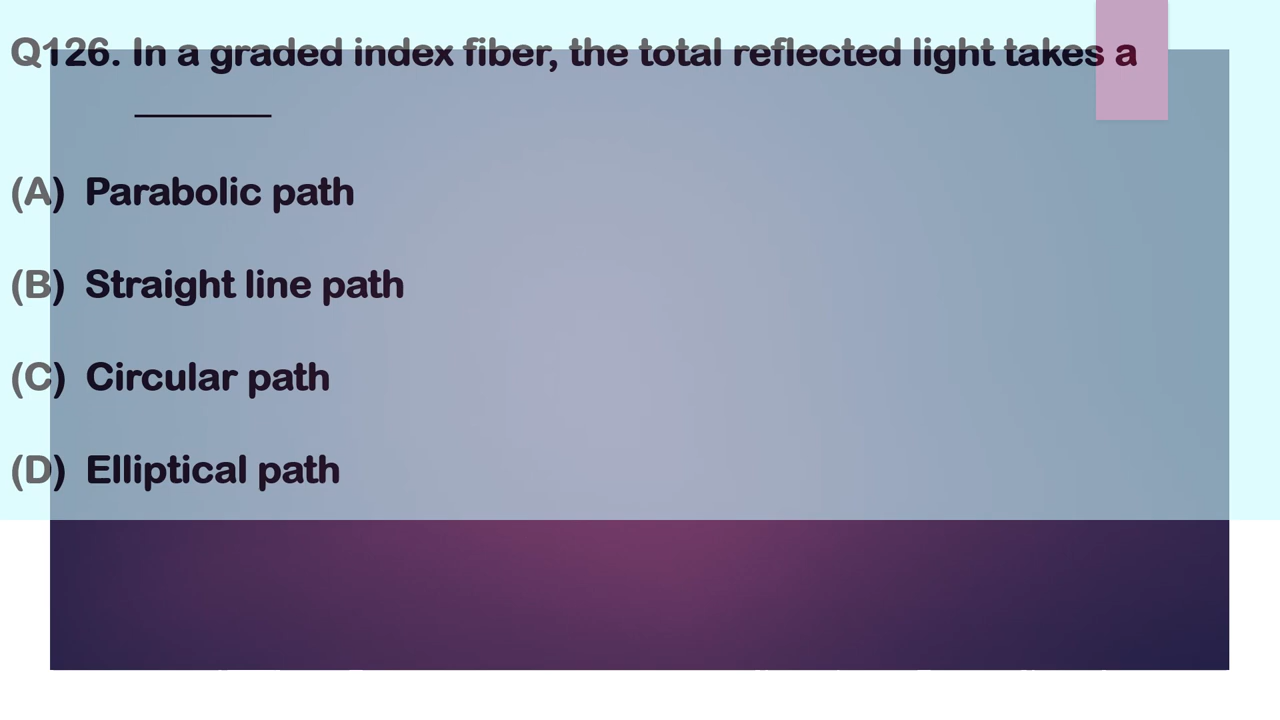 Q126. In a graded index fiber, the total reflected light takes a
________
(A) Parabolic path
(B) Straight line path
(C) Circular path
(D) Elliptical path